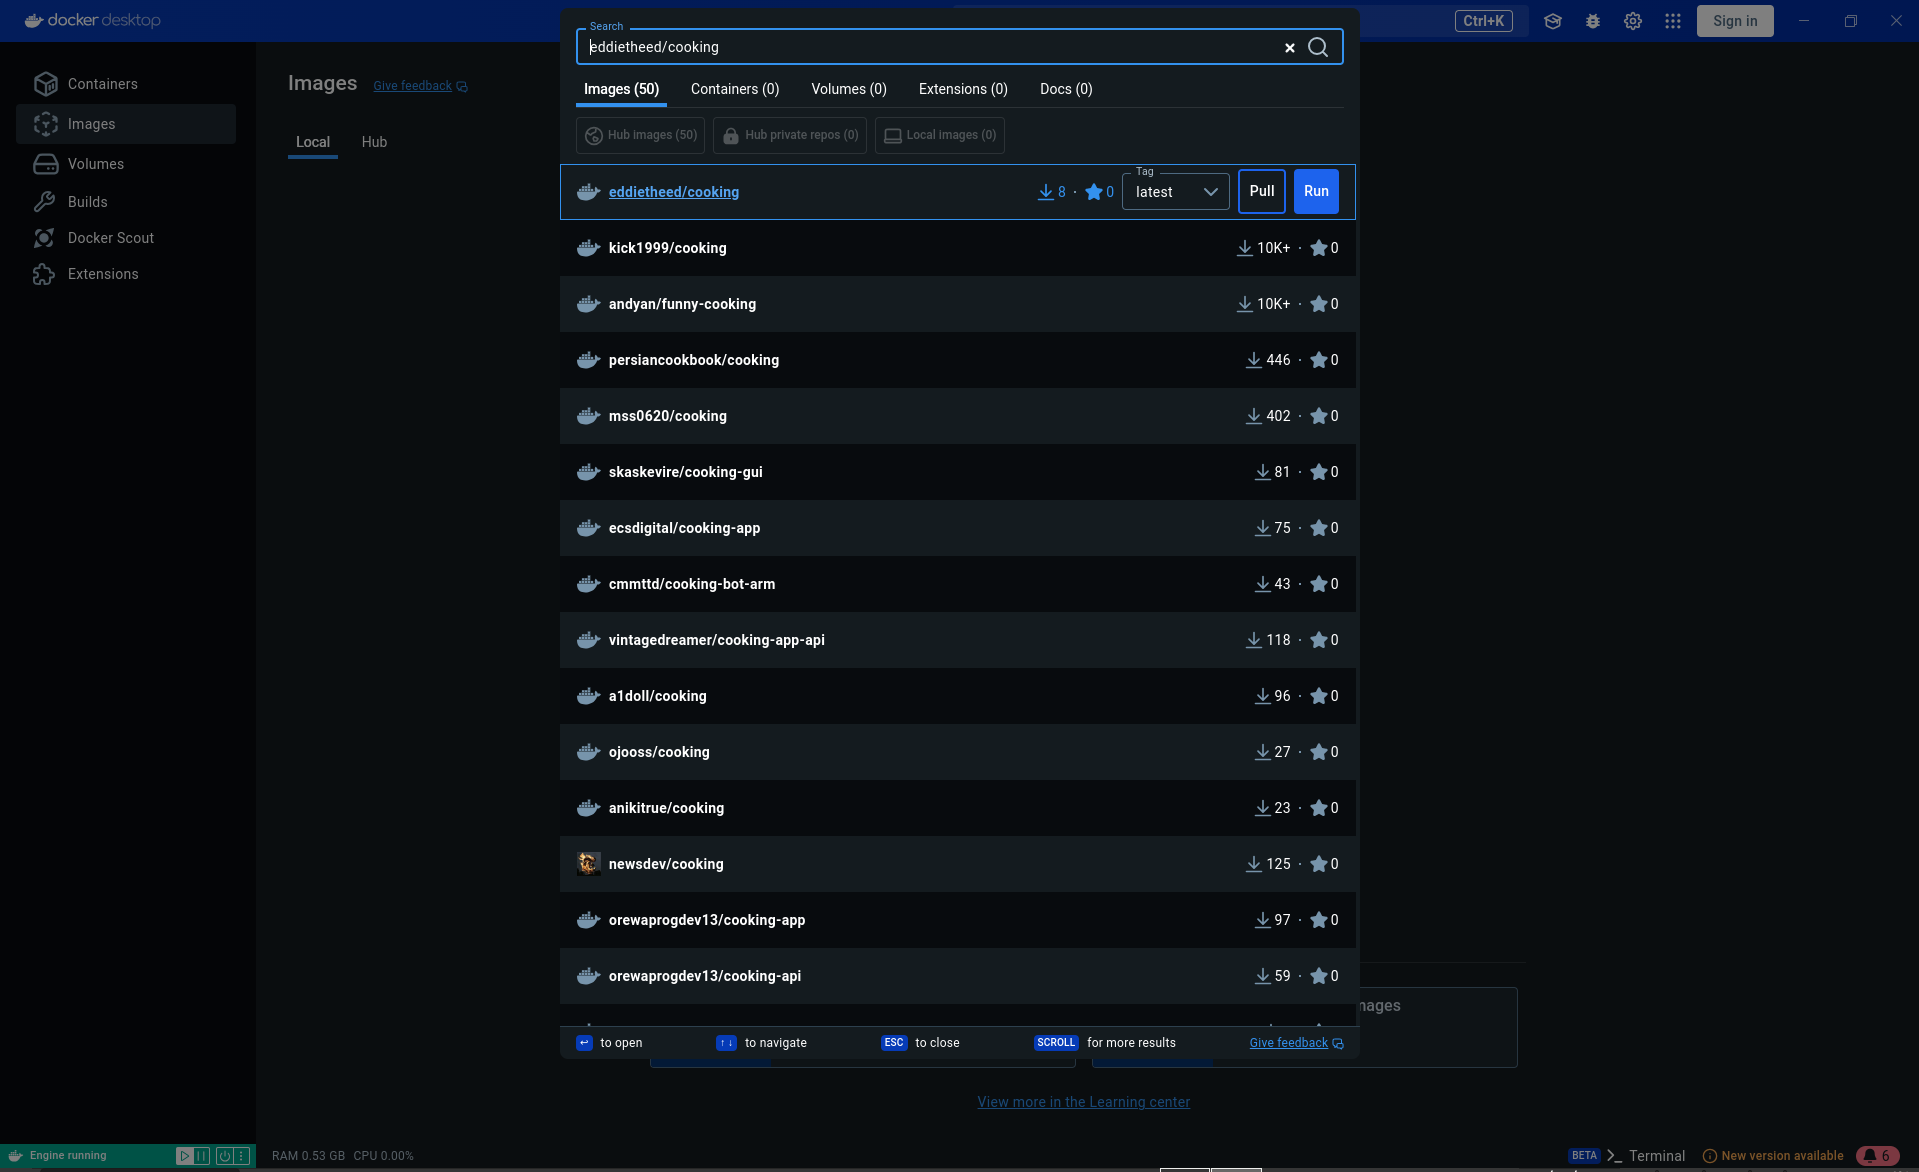 docker desktop
Ctrl+K
Sign in
Search
eddietheed/cooking
Images (50)
Containers (0)
Volumes (0)
Extensions (0)
Docs (0)
Hub images (50)
Hub private repos (0)
Local images (0)
Containers
Images
Volumes
Builds
Docker Scout
Extensions
Images
Give feedback
Local
Hub
eddietheed/cooking
8 · 0
Tag
latest
Pull
Run
kick1999/cooking
10K+ · 0
andyan/funny-cooking
10K+ · 0
persiancookbook/cooking
446 · 0
mss0620/cooking
402 · 0
skaskevire/cooking-gui
81 · 0
ecsdigital/cooking-app
75 · 0
cmmttd/cooking-bot-arm
43 · 0
vintagedreamer/cooking-app-api
118 · 0
a1doll/cooking
96 · 0
ojooss/cooking
27 · 0
anikitrue/cooking
23 · 0
newsdev/cooking
125 · 0
orewaprogdev13/cooking-app
97 · 0
orewaprogdev13/cooking-api
59 · 0
to open
↑ ↓ to navigate
ESC to close
SCROLL for more results
Give feedback
View more in the Learning center
Engine running
RAM 0.53 GB CPU 0.00%
BETA
Terminal
New version available
6